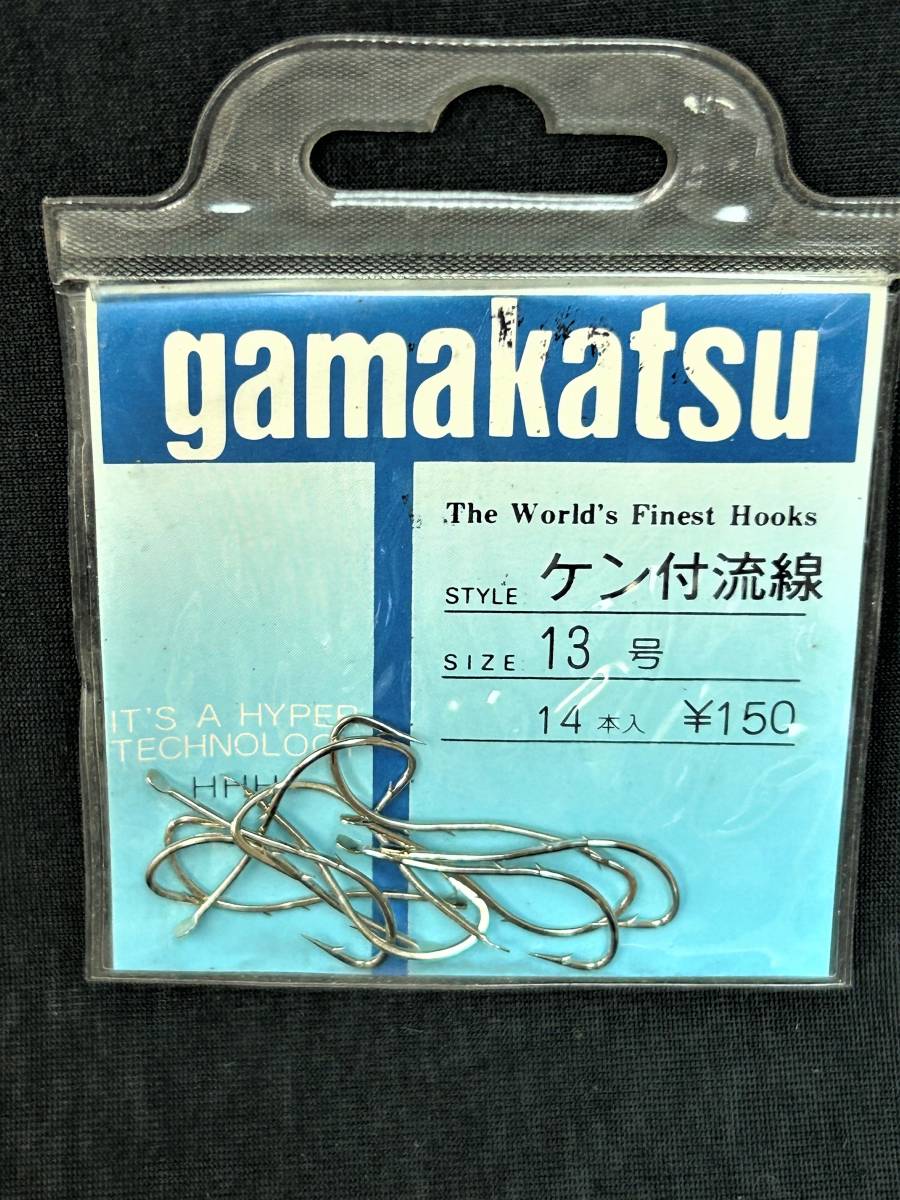 gamakatsu
The World's Finest Hooks
STYLE ケン付流線
SIZE 13 号
14 本入 ¥150
IT'S A HYPER